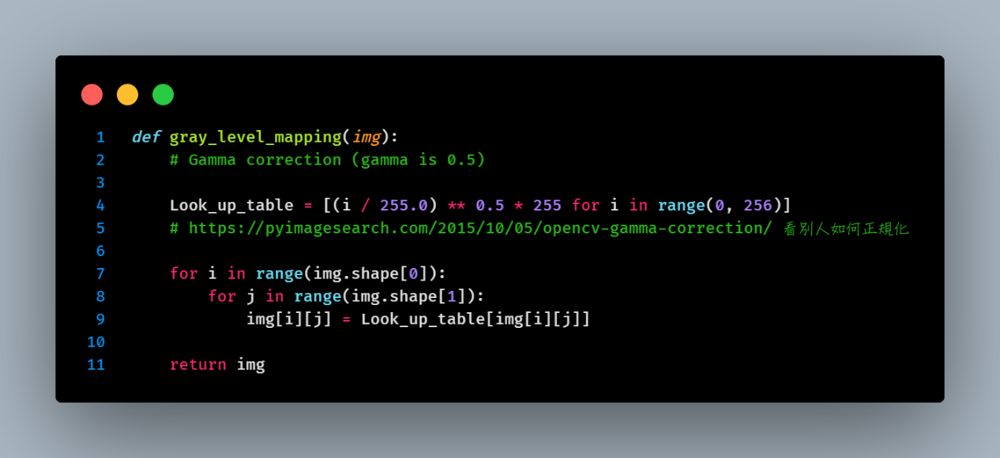 1 def gray_level_mapping(img):
2     # Gamma correction (gamma is 0.5)
3
4     Look_up_table = [(i / 255.0) ** 0.5 * 255 for i in range(0, 256)]
5     # https://pyimagesearch.com/2015/10/05/opencv-gamma-correction/ 看別人如何正規化
6
7     for i in range(img.shape[0]):
8         for j in range(img.shape[1]):
9             img[i][j] = Look_up_table[img[i][j]]
10
11     return img